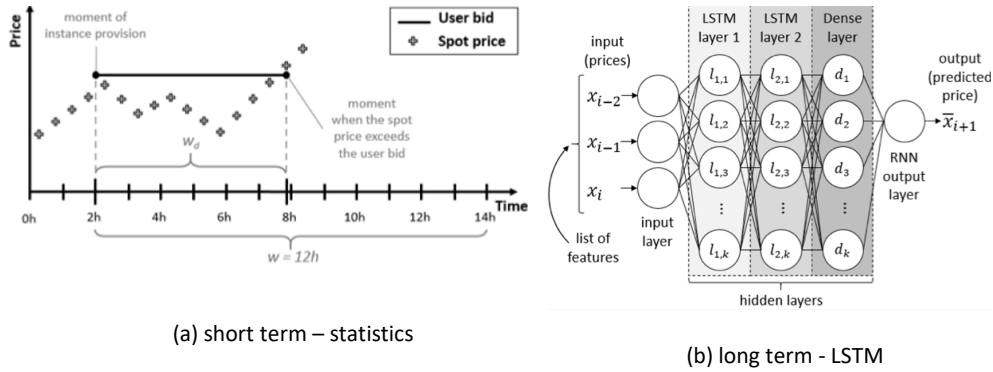 Price
moment of
instance provision
User bid
Spot price
moment
when the spot
price exceeds
the user bid
w_d
Time
0h 2h 4h 6h 8h 10h 12h 14h
w = 12h
(a) short term – statistics
LSTM
layer 1
LSTM
layer 2
Dense
layer
input
(prices)
output
(predicted
price)
x_{i-2}
x_{i-1}
x_i
l_{1,1} l_{2,1} d_1
l_{1,2} l_{2,2} d_2
l_{1,3} l_{2,3} d_3
⋮ ⋮ ⋮
l_{1,k} l_{2,k} d_k
x̅_{i+1}
RNN
output
layer
input
layer
list of
features
hidden layers
(b) long term - LSTM